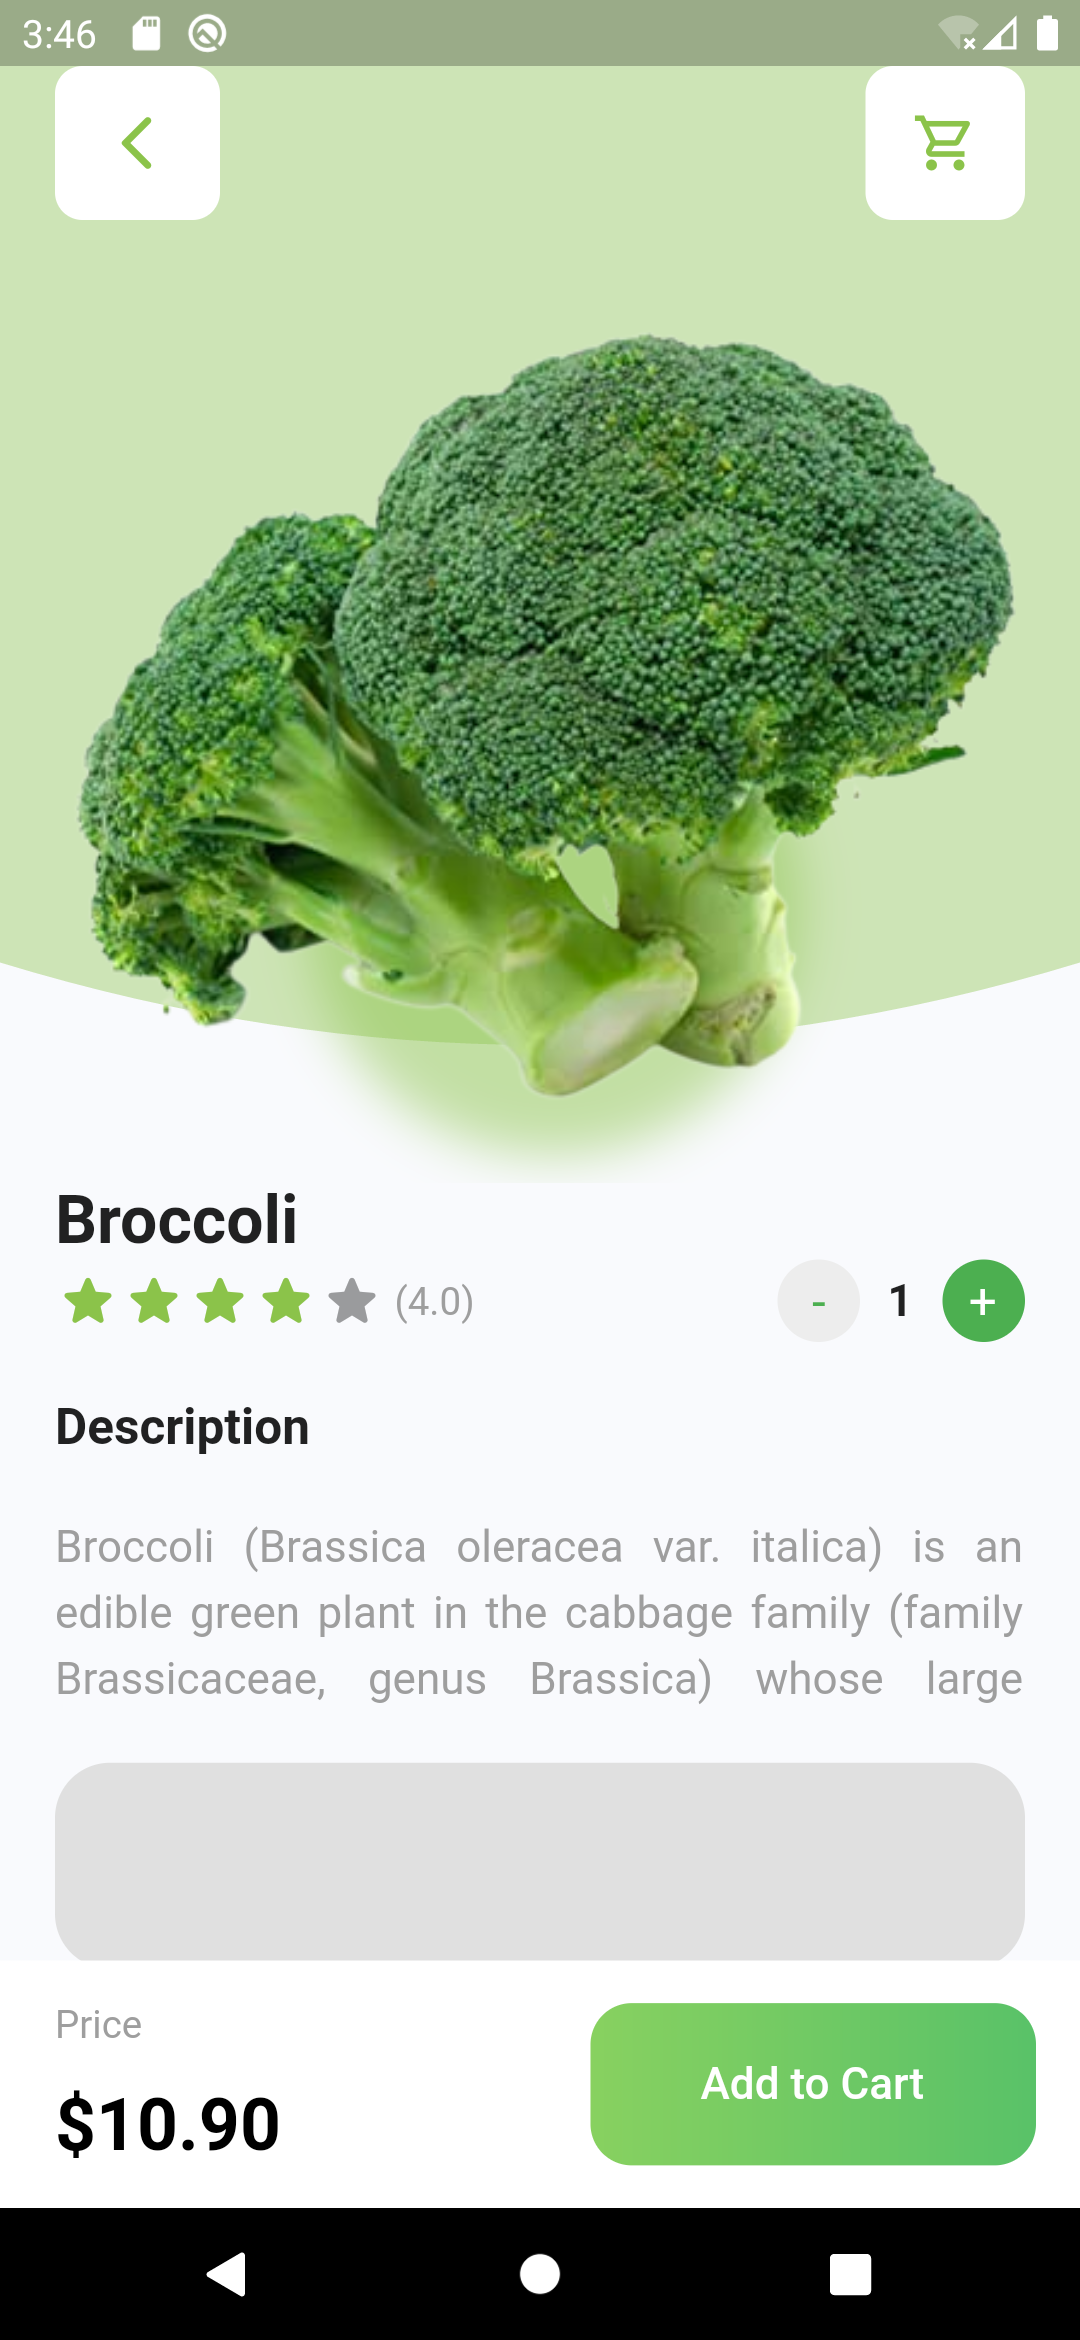 3:46
Broccoli
(4.0)
- 1 +
Description
Broccoli (Brassica oleracea var. italica) is an
edible green plant in the cabbage family (family
Brassicaceae, genus Brassica) whose large
Price
$10.90
Add to Cart